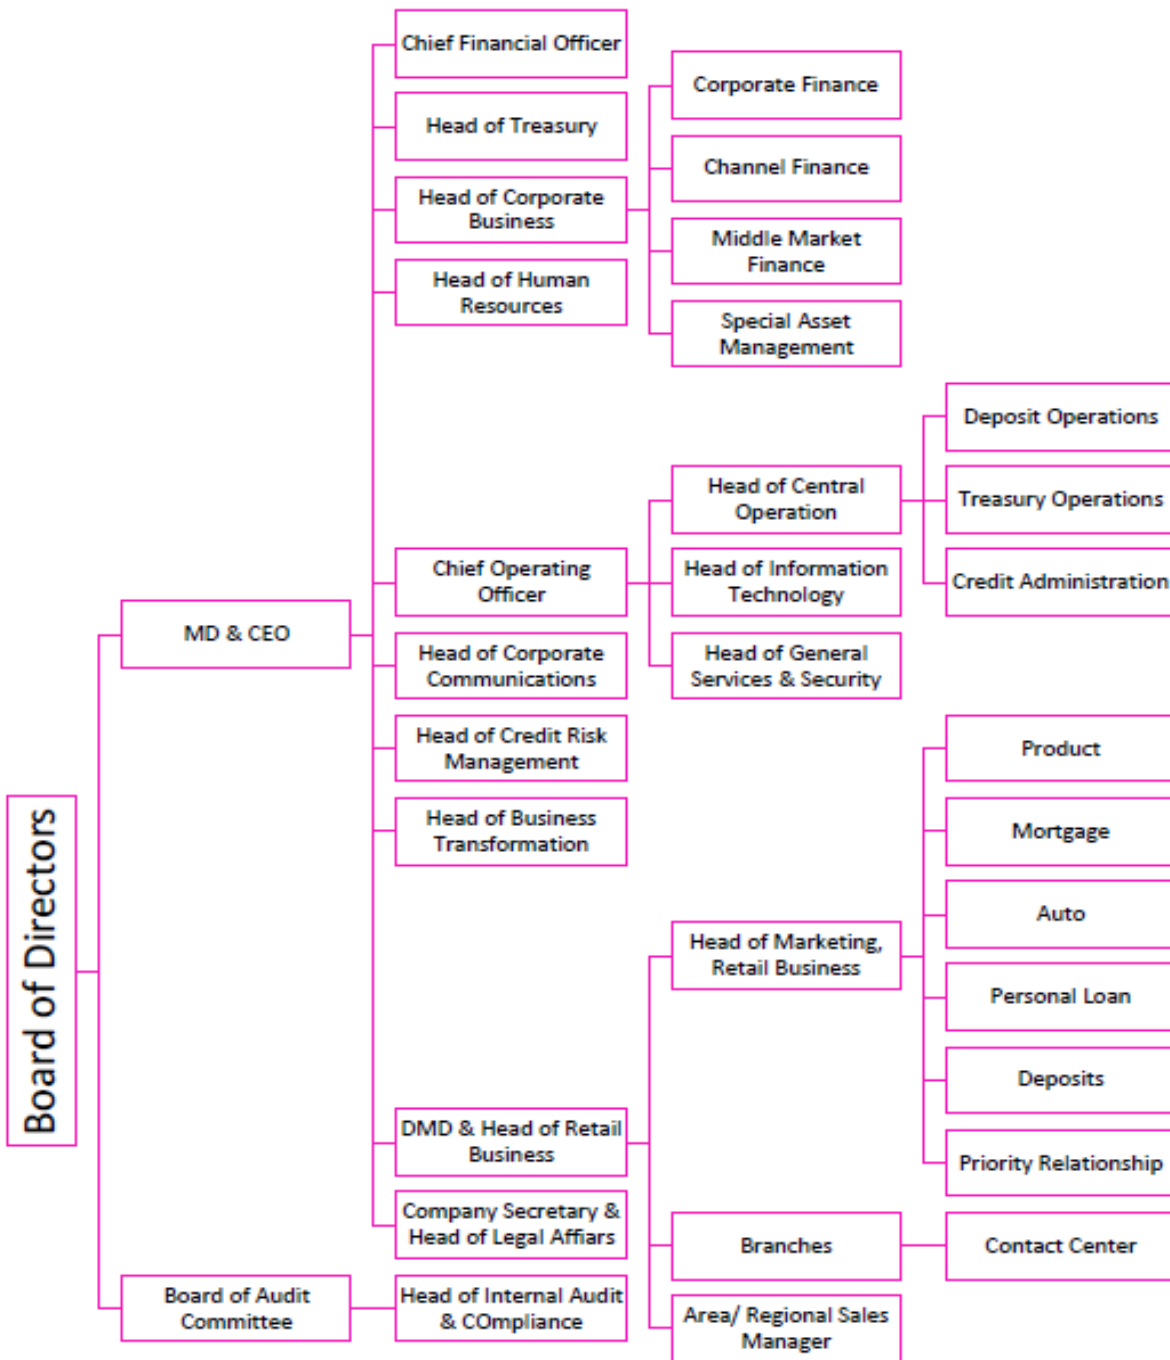 Chief Financial Officer
Head of Treasury
Head of Corporate
Business
Head of Human
Resources
Corporate Finance
Channel Finance
Middle Market
Finance
Special Asset
Management
Deposit Operations
Treasury Operations
Credit Administration
Head of Central
Operation
Head of Information
Technology
Head of General
Services & Security
Chief Operating
Officer
MD & CEO
Head of Corporate
Communications
Head of Credit Risk
Management
Head of Business
Transformation
Board of Directors
Product
Mortgage
Auto
Personal Loan
Deposits
Priority Relationship
Head of Marketing,
Retail Business
DMD & Head of Retail
Business
Company Secretary &
Head of Legal Affiars
Branches
Contact Center
Board of Audit
Committee
Head of Internal Audit
& COmpliance
Area/ Regional Sales
Manager